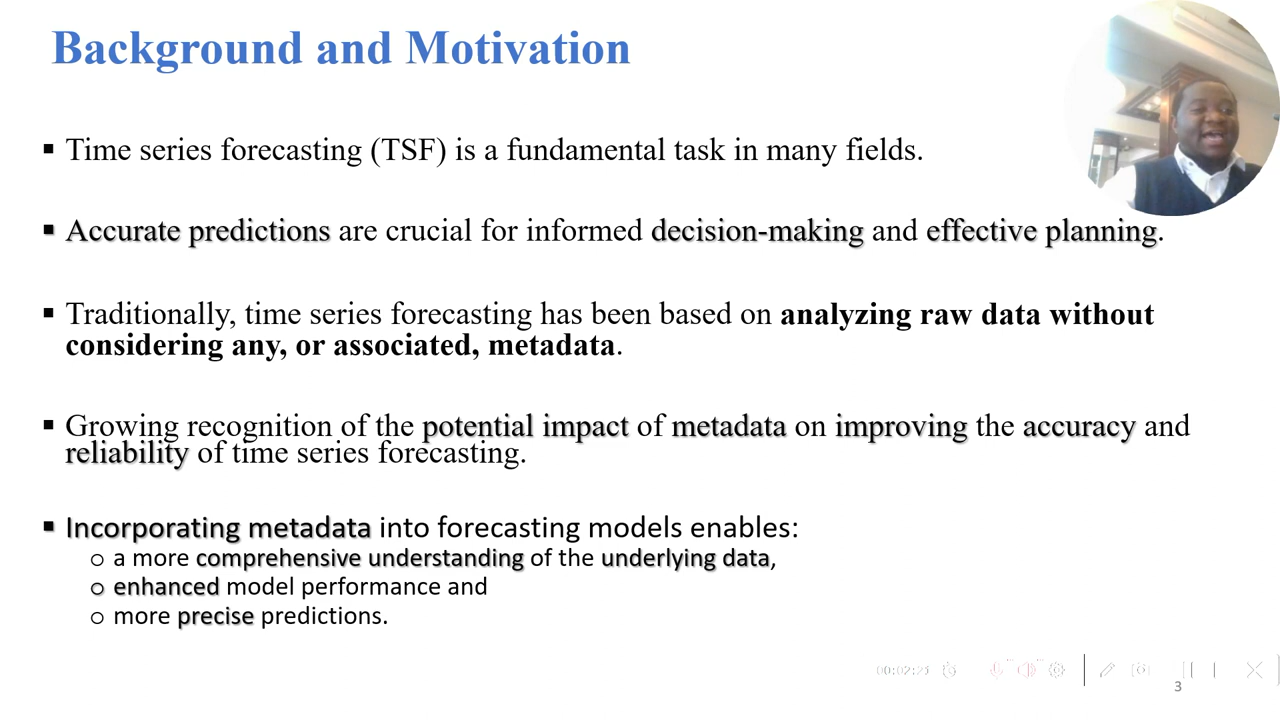 Background and Motivation
▪ Time series forecasting (TSF) is a fundamental task in many fields.
▪ Accurate predictions are crucial for informed decision-making and effective planning.
▪ Traditionally, time series forecasting has been based on analyzing raw data without
considering any, or associated, metadata.
▪ Growing recognition of the potential impact of metadata on improving the accuracy and
reliability of time series forecasting.
▪ Incorporating metadata into forecasting models enables:
o a more comprehensive understanding of the underlying data,
o enhanced model performance and
o more precise predictions.
3